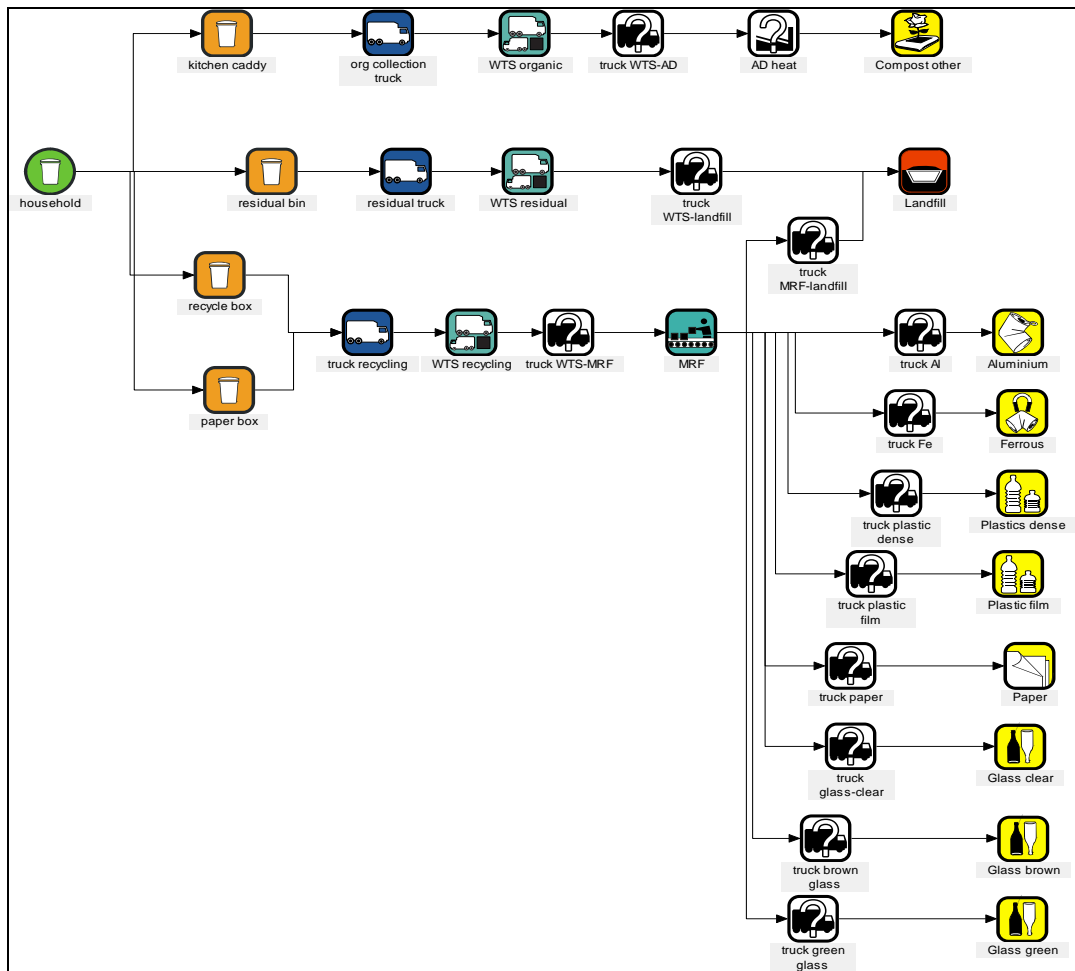 kitchen caddy
org collection
truck
WTS organic
truck WTS-AD
AD heat
Compost other
household
residual bin
residual truck
WTS residual
truck
WTS-landfill
Landfill
recycle box
truck
MRF-landfill
truck recycling
WTS recycling
truck WTS-MRF
MRF
truck Al
Aluminium
paper box
truck Fe
Ferrous
truck plastic
dense
Plastics dense
truck plastic
film
Plastic film
truck paper
Paper
truck
glass-clear
Glass clear
truck brown
glass
Glass brown
truck green
glass
Glass green